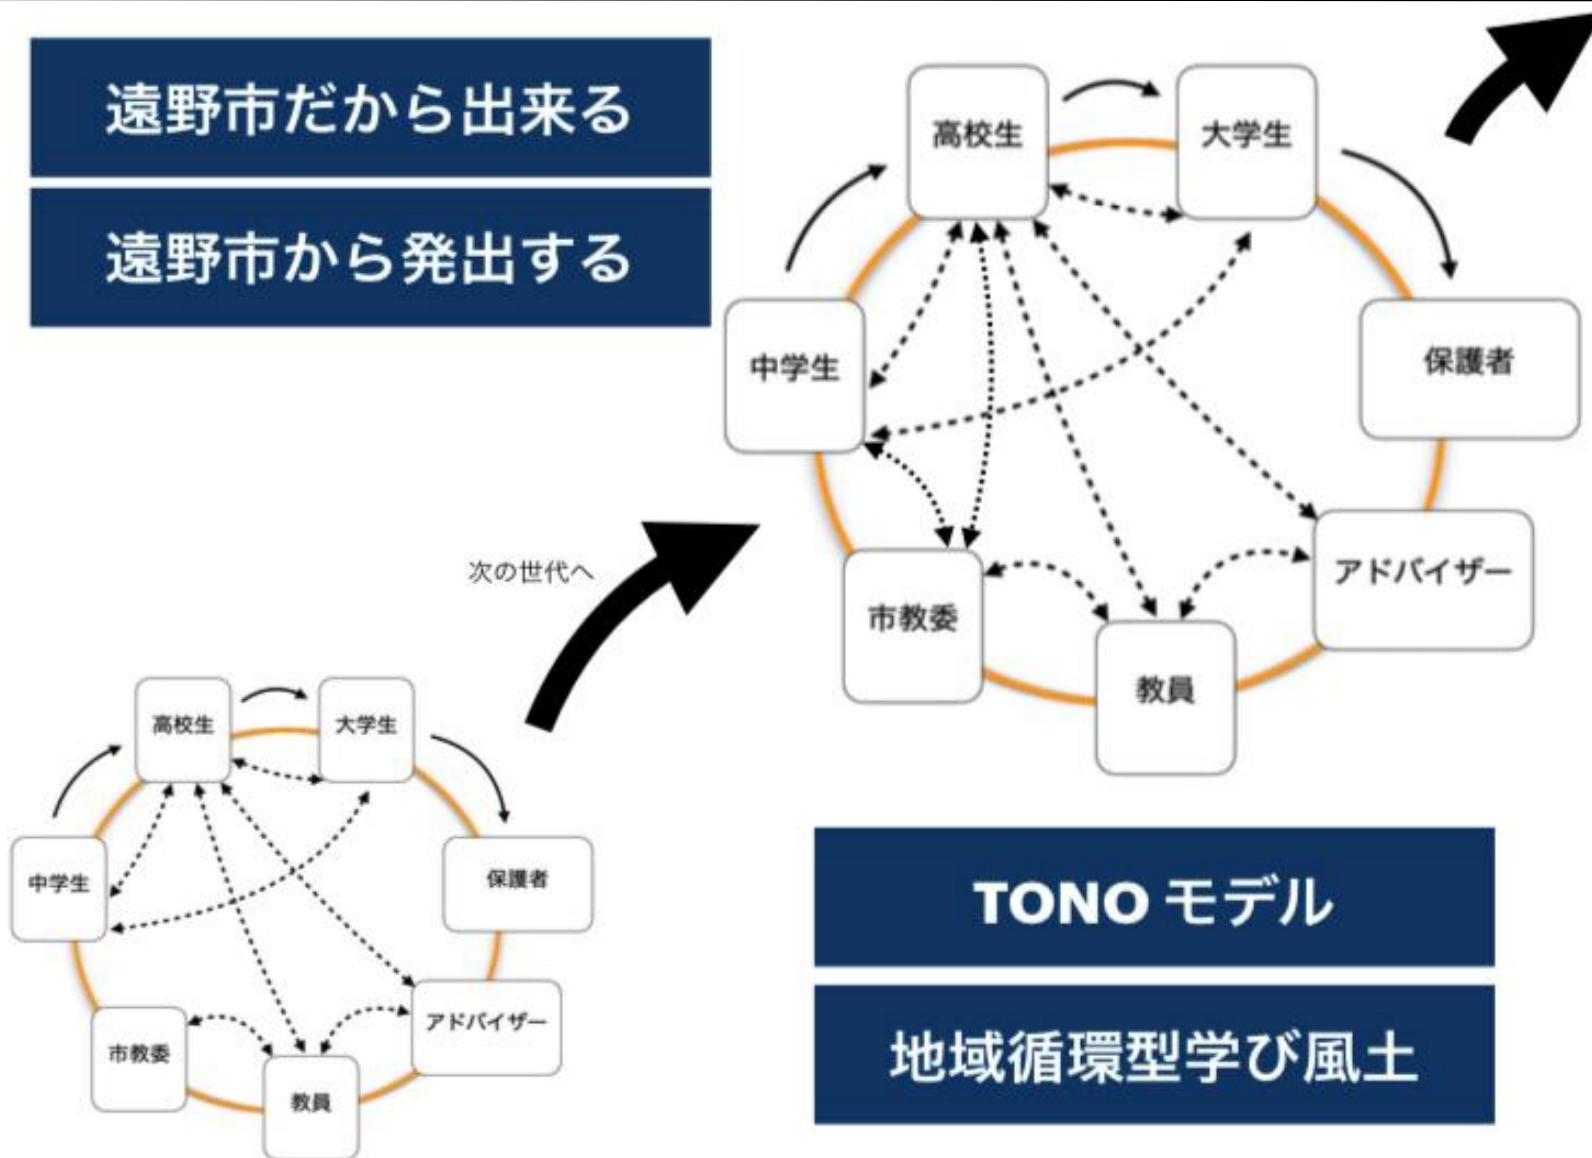 遠野市だから出来る
遠野市から発出する
高校生
大学生
中学生
保護者
アドバイザー
市教委
教員
次の世代へ
高校生
大学生
中学生
保護者
アドバイザー
市教委
教員
TONO モデル
地域循環型学び風土